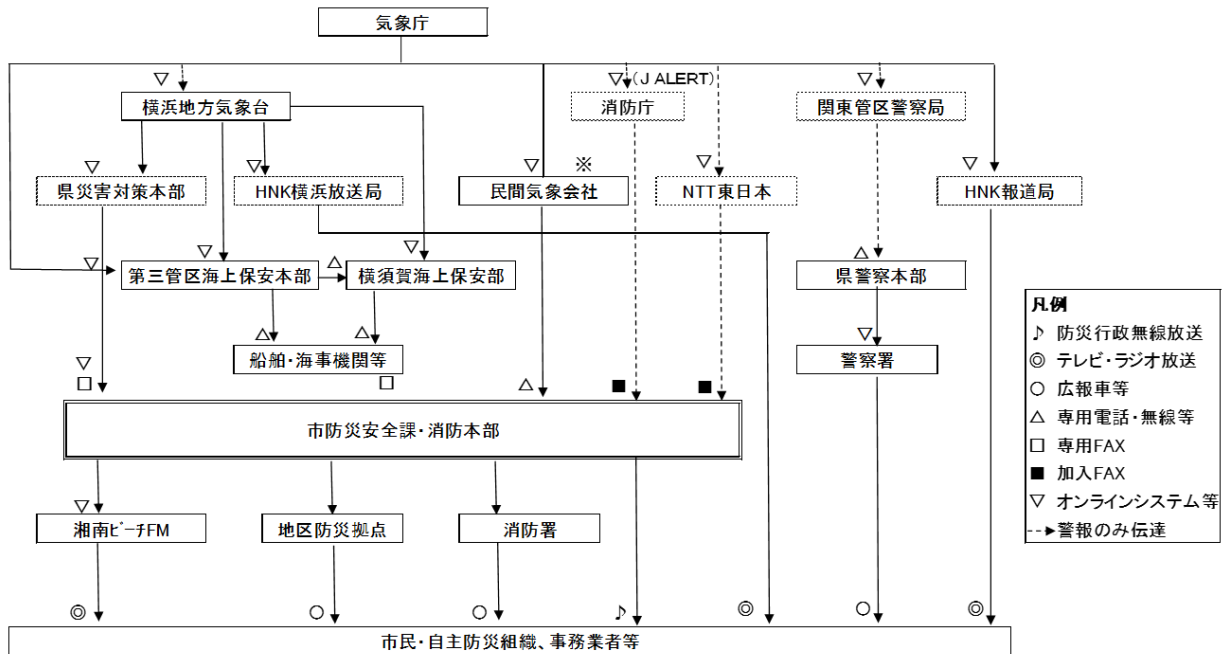 気象庁
▽
▽(J ALERT)
▽
横浜地方気象台
消防庁
関東管区警察局
▽
▽
▽
※
▽
▽
県災害対策本部
HNK横浜放送局
民間気象会社
NTT東日本
HNK報道局
▽
▽
△
▽
△
第三管区海上保安本部
横須賀海上保安部
県警察本部
△
△
▽
船舶・海事機関等
警察署
▽
□
□
△
■
■
市防災安全課・消防本部
▽
湘南ﾋﾞｰﾁFM
地区防災拠点
消防署
◎
○
○
♪
◎
○
◎
市民・自主防災組織、事務業者等
凡例
♪ 防災行政無線放送
◎ テレビ・ラジオ放送
○ 広報車等
△ 専用電話・無線等
□ 専用FAX
■ 加入FAX
▽ オンラインシステム等
警報のみ伝達